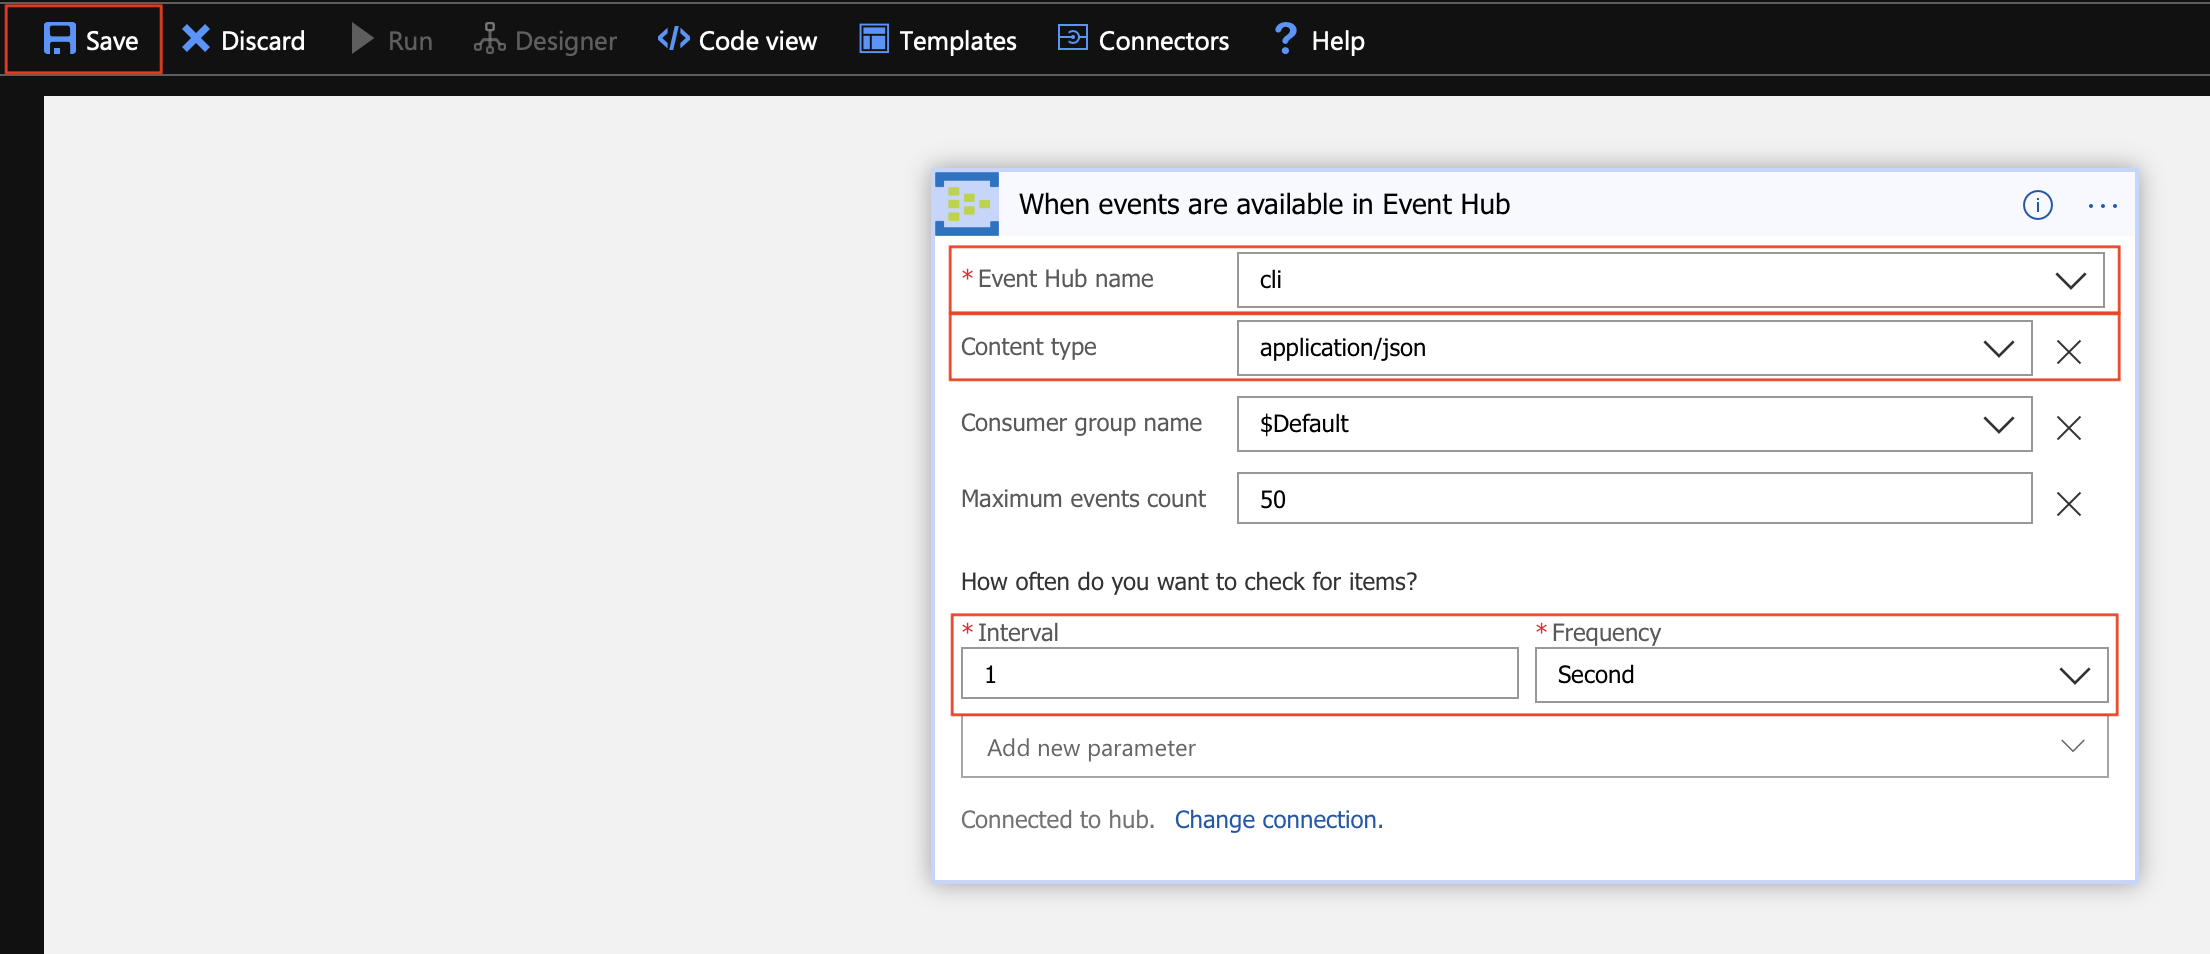 Save Discard Run Designer </> Code view Templates Connectors ? Help
When events are available in Event Hub
* Event Hub name cli
Content type application/json
Consumer group name $Default
Maximum events count 50
How often do you want to check for items?
* Interval * Frequency
1 Second
Add new parameter
Connected to hub. Change connection.